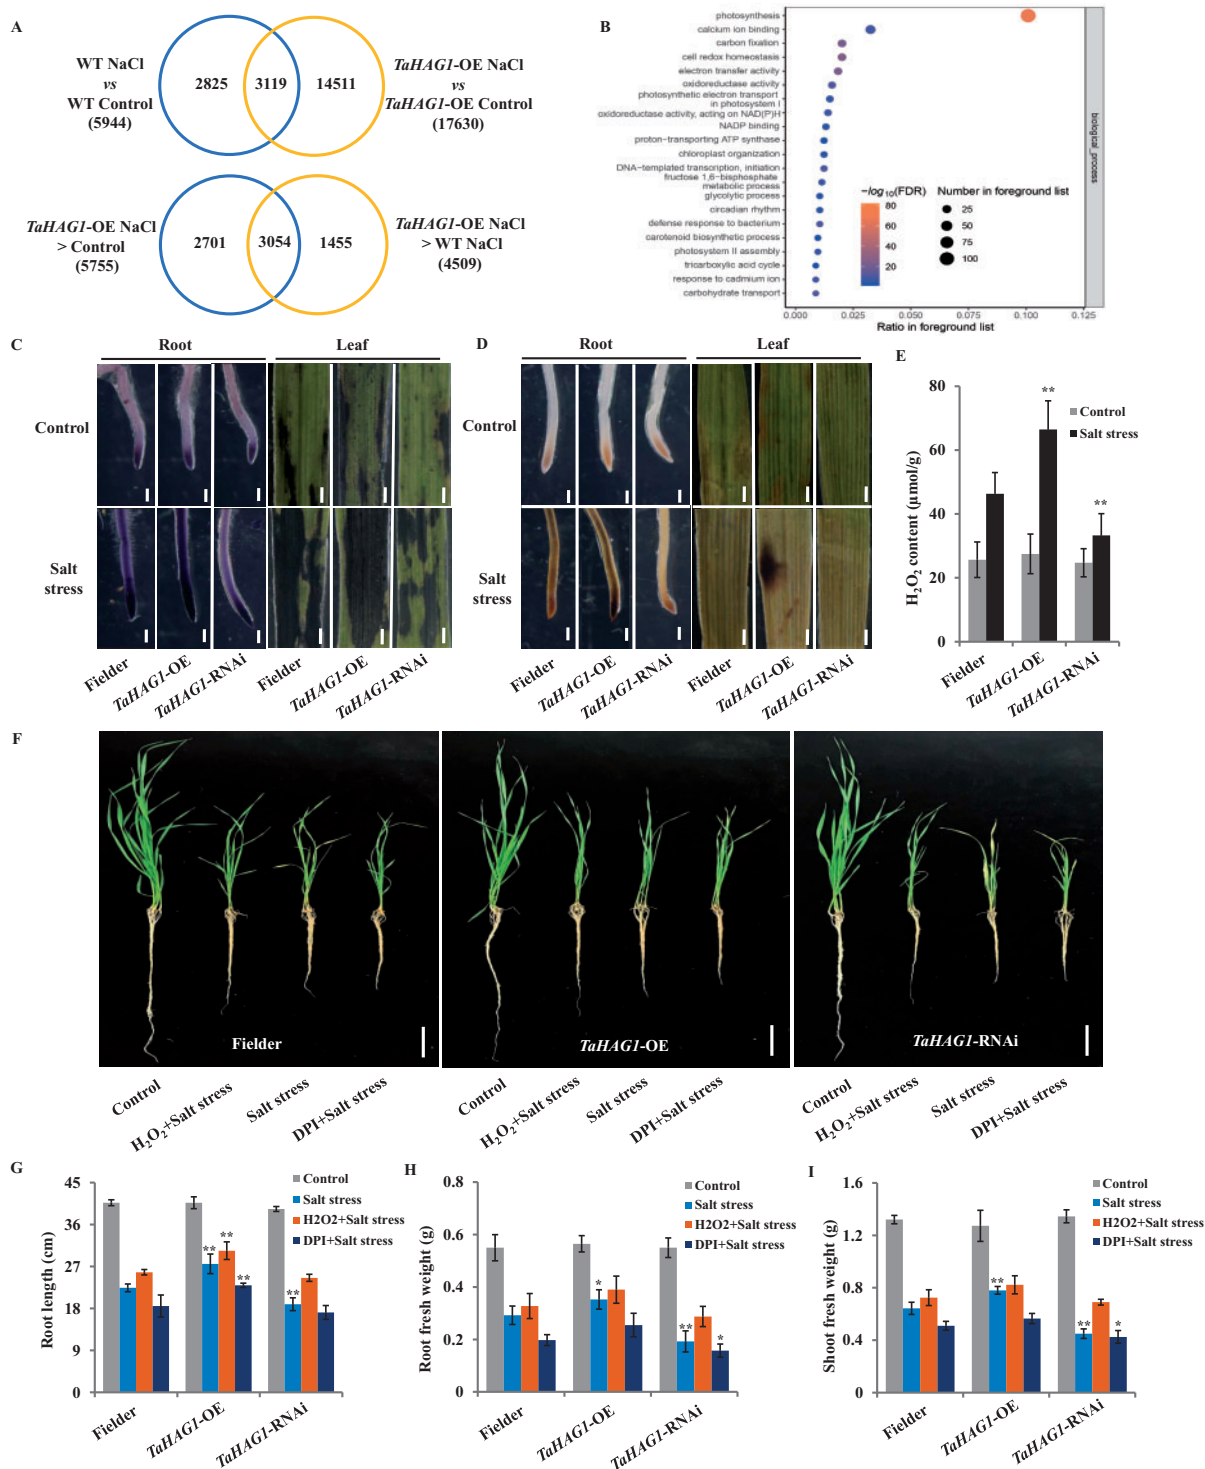 A
WT NaCl
vs
WT Control
(5944)
2825
3119
14511
TaHAG1-OE NaCl
vs
TaHAG1-OE Control
(17630)
TaHAG1-OE NaCl
> Control
(5755)
2701
3054
1455
TaHAG1-OE NaCl
> WT NaCl
(4509)
B
photosynthesis
calcium ion binding
carbon fixation
cell redox homeostasis
electron transfer activity
oxidoreductase activity
photosynthetic electron transport
in photosystem I
oxidoreductase activity, acting on NAD(P)H
NADP binding
proton-transporting ATP synthase
chloroplast organization
DNA-templated transcription, initiation
fructose 1,6-bisphosphate
metabolic process
glycolytic process
circadian rhythm
defense response to bacterium
carotenoid biosynthetic process
photosystem II assembly
tricarboxylic acid cycle
response to cadmium ion
carbohydrate transport
-log10(FDR)
80
60
40
20
Number in foreground list
25
50
75
100
biological_process
0.000 0.025 0.050 0.075 0.100 0.125
Ratio in foreground list
C
Root Leaf
Control
Salt
stress
Fielder TaHAG1-OE TaHAG1-RNAi Fielder TaHAG1-OE TaHAG1-RNAi
D
Root Leaf
Control
Salt
stress
Fielder TaHAG1-OE TaHAG1-RNAi Fielder TaHAG1-OE TaHAG1-RNAi
E
H2O2 content (µmol/g)
80
60
40
20
0
Control
Salt stress
**
**
Fielder TaHAG1-OE TaHAG1-RNAi
F
Fielder
TaHAG1-OE
TaHAG1-RNAi
Control H2O2+Salt stress Salt stress DPI+Salt stress
Control H2O2+Salt stress Salt stress DPI+Salt stress
Control H2O2+Salt stress Salt stress DPI+Salt stress
G
Root length (cm)
45
36
27
18
9
0
Control
Salt stress
H2O2+Salt stress
DPI+Salt stress
** ** **
**
Fielder TaHAG1-OE TaHAG1-RNAi
H
Root fresh weight (g)
0.8
0.6
0.4
0.2
0
Control
Salt stress
H2O2+Salt stress
DPI+Salt stress
*
** *
Fielder TaHAG1-OE TaHAG1-RNAi
I
Shoot fresh weight (g)
1.6
1.2
0.8
0.4
0
Control
Salt stress
H2O2+Salt stress
DPI+Salt stress
**
** *
Fielder TaHAG1-OE TaHAG1-RNAi